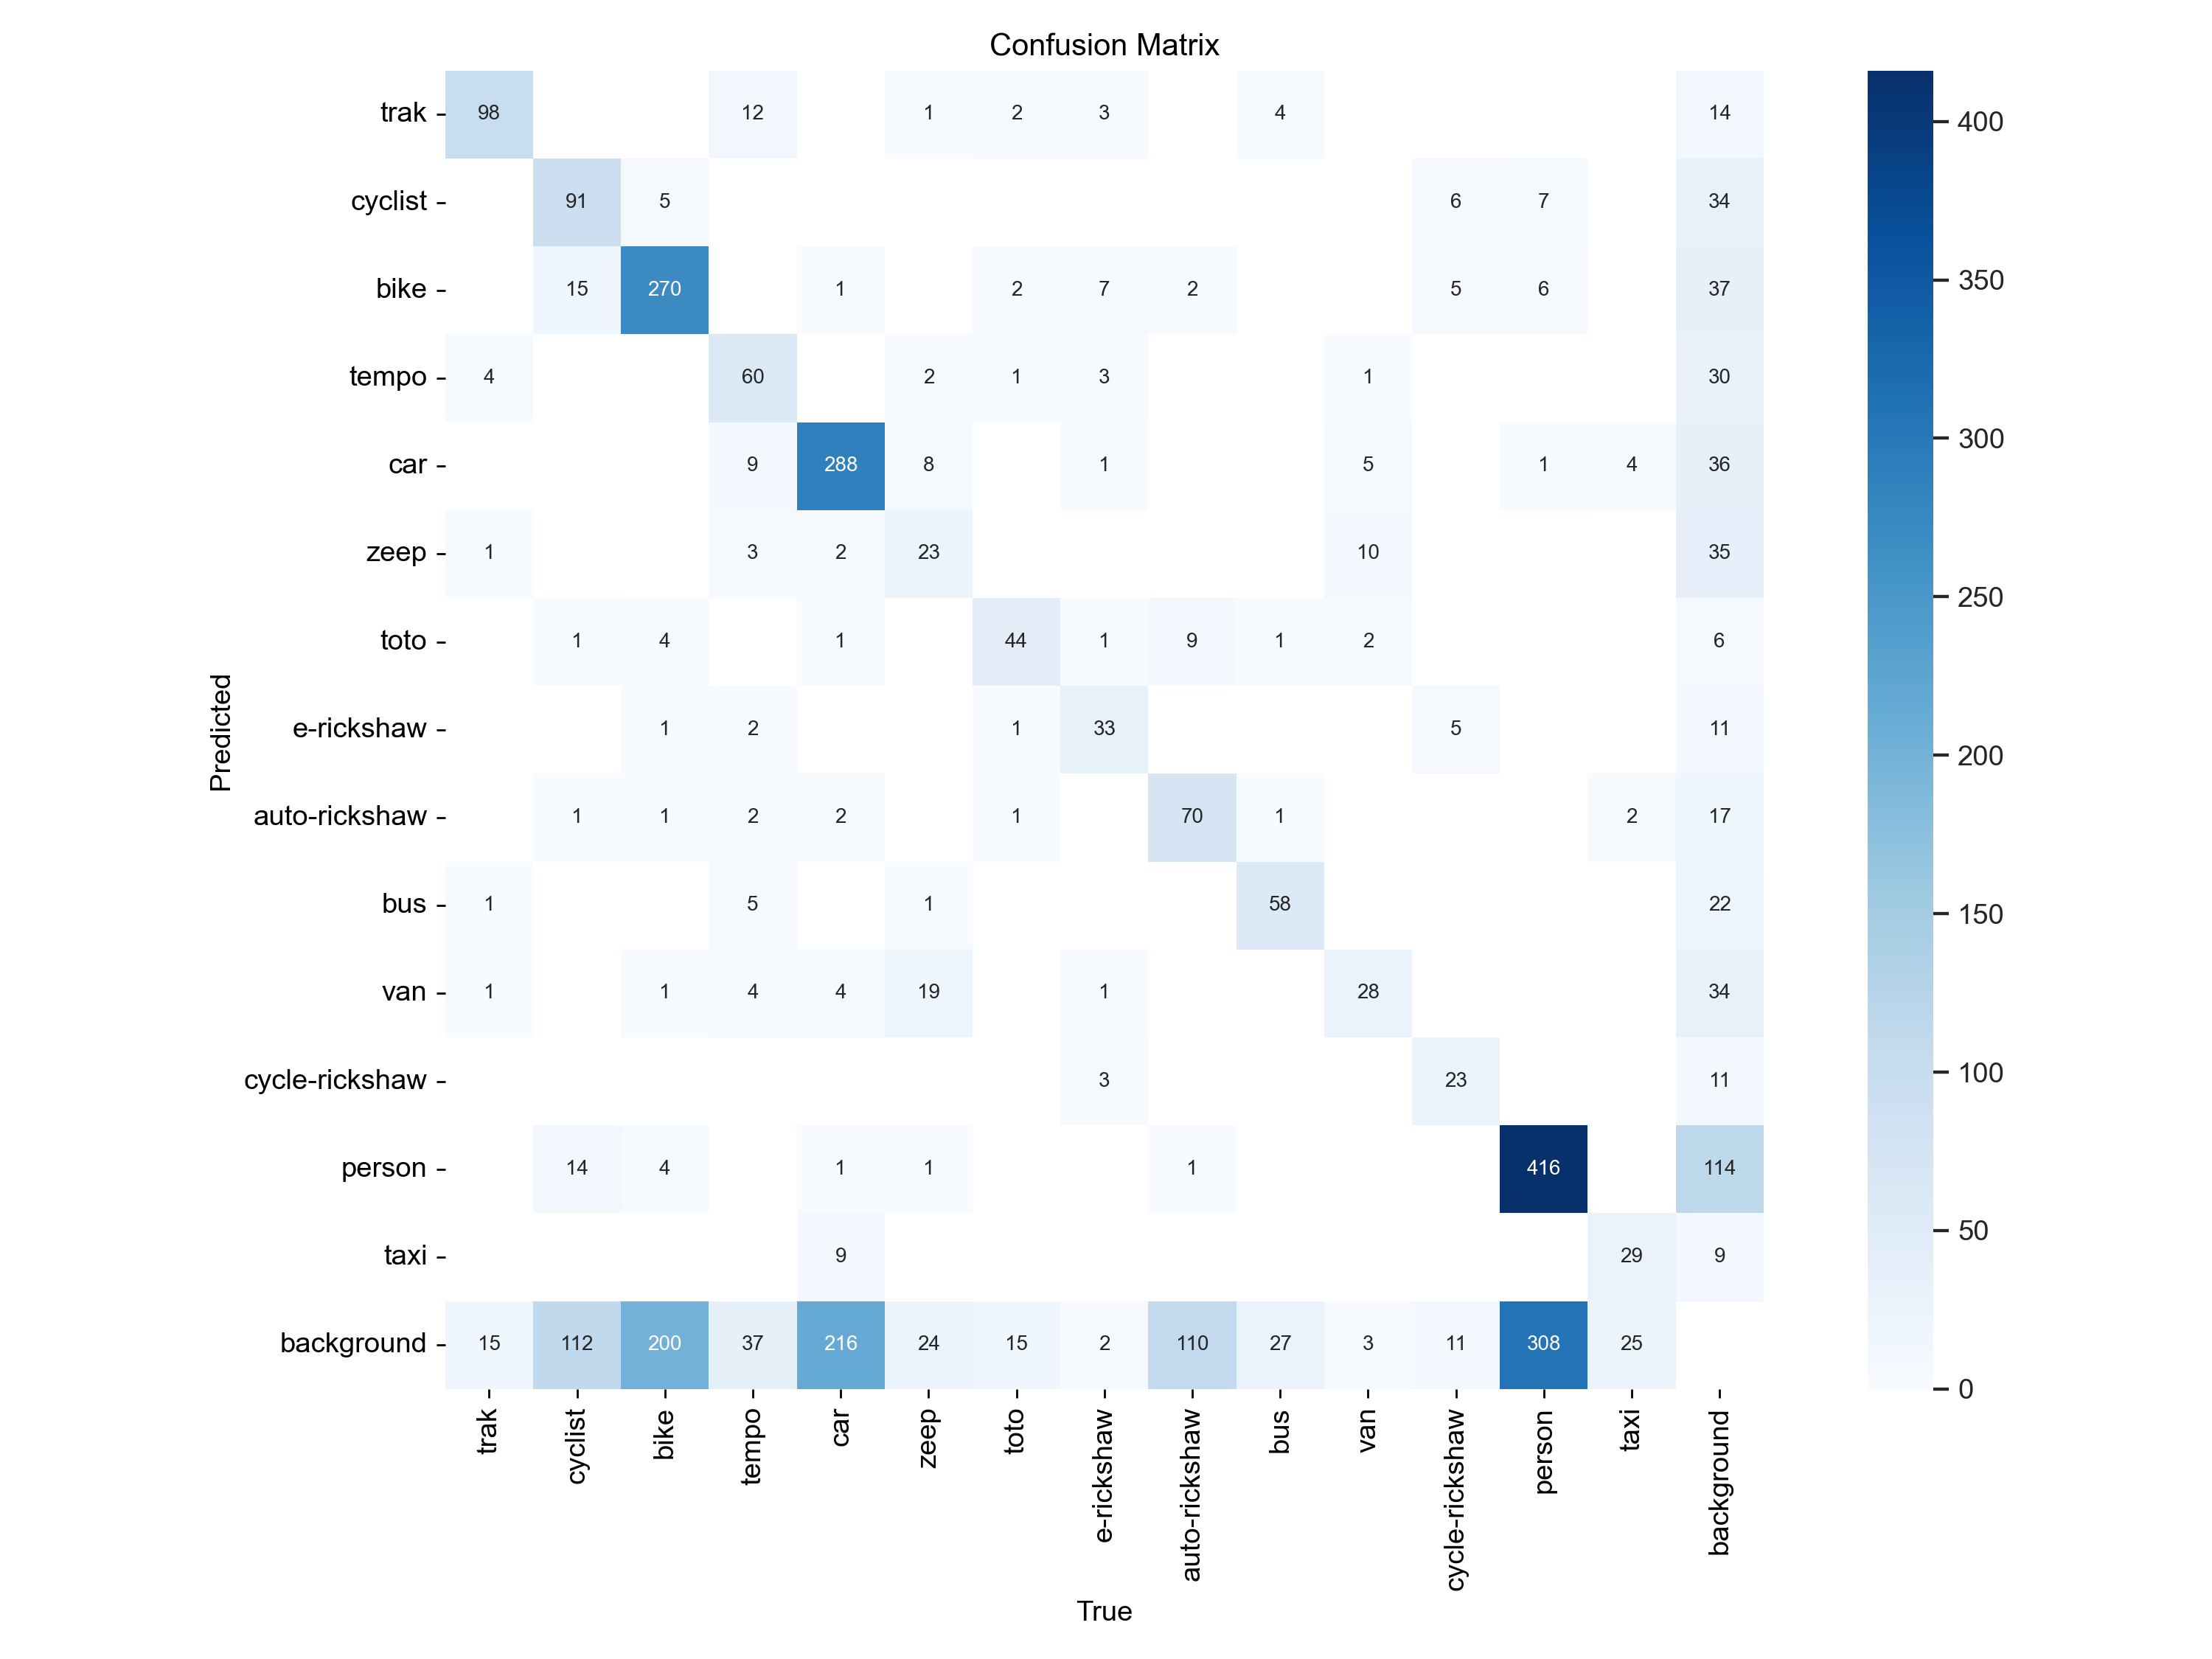 Confusion Matrix
trak 98 12 1 2 3 4 14
cyclist 91 5 6 7 34
bike 15 270 1 2 7 2 5 6 37
tempo 4 60 2 1 3 1 30
car 9 288 8 1 5 1 4 36
zeep 1 3 2 23 10 35
toto 1 4 1 44 1 9 1 2 6
e-rickshaw 1 2 1 33 5 11
auto-rickshaw 1 1 2 2 1 70 1 2 17
bus 1 5 1 58 22
van 1 1 4 4 19 1 28 34
cycle-rickshaw 3 23 11
person 14 4 1 1 1 416 114
taxi 9 29 9
background 15 112 200 37 216 24 15 2 110 27 3 11 308 25
Predicted
trak cyclist bike tempo car zeep toto e-rickshaw auto-rickshaw bus van cycle-rickshaw person taxi background
True
400
350
300
250
200
150
100
50
0